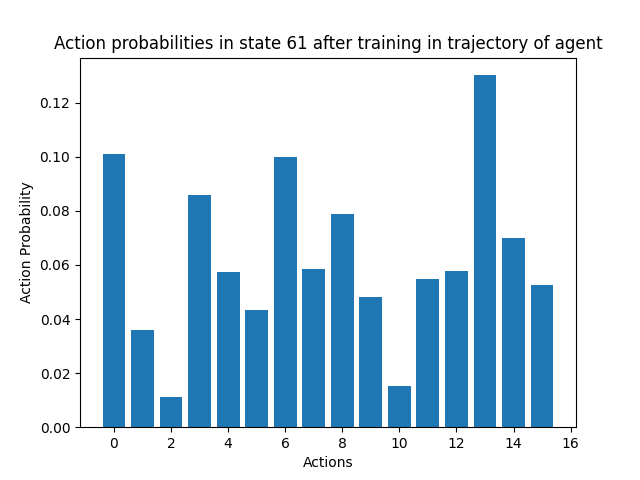 Action probabilities in state 61 after training in trajectory of agent
0.12
0.10
0.08
0.06
0.04
0.02
0.00
Action Probability
0 2 4 6 8 10 12 14 16
Actions